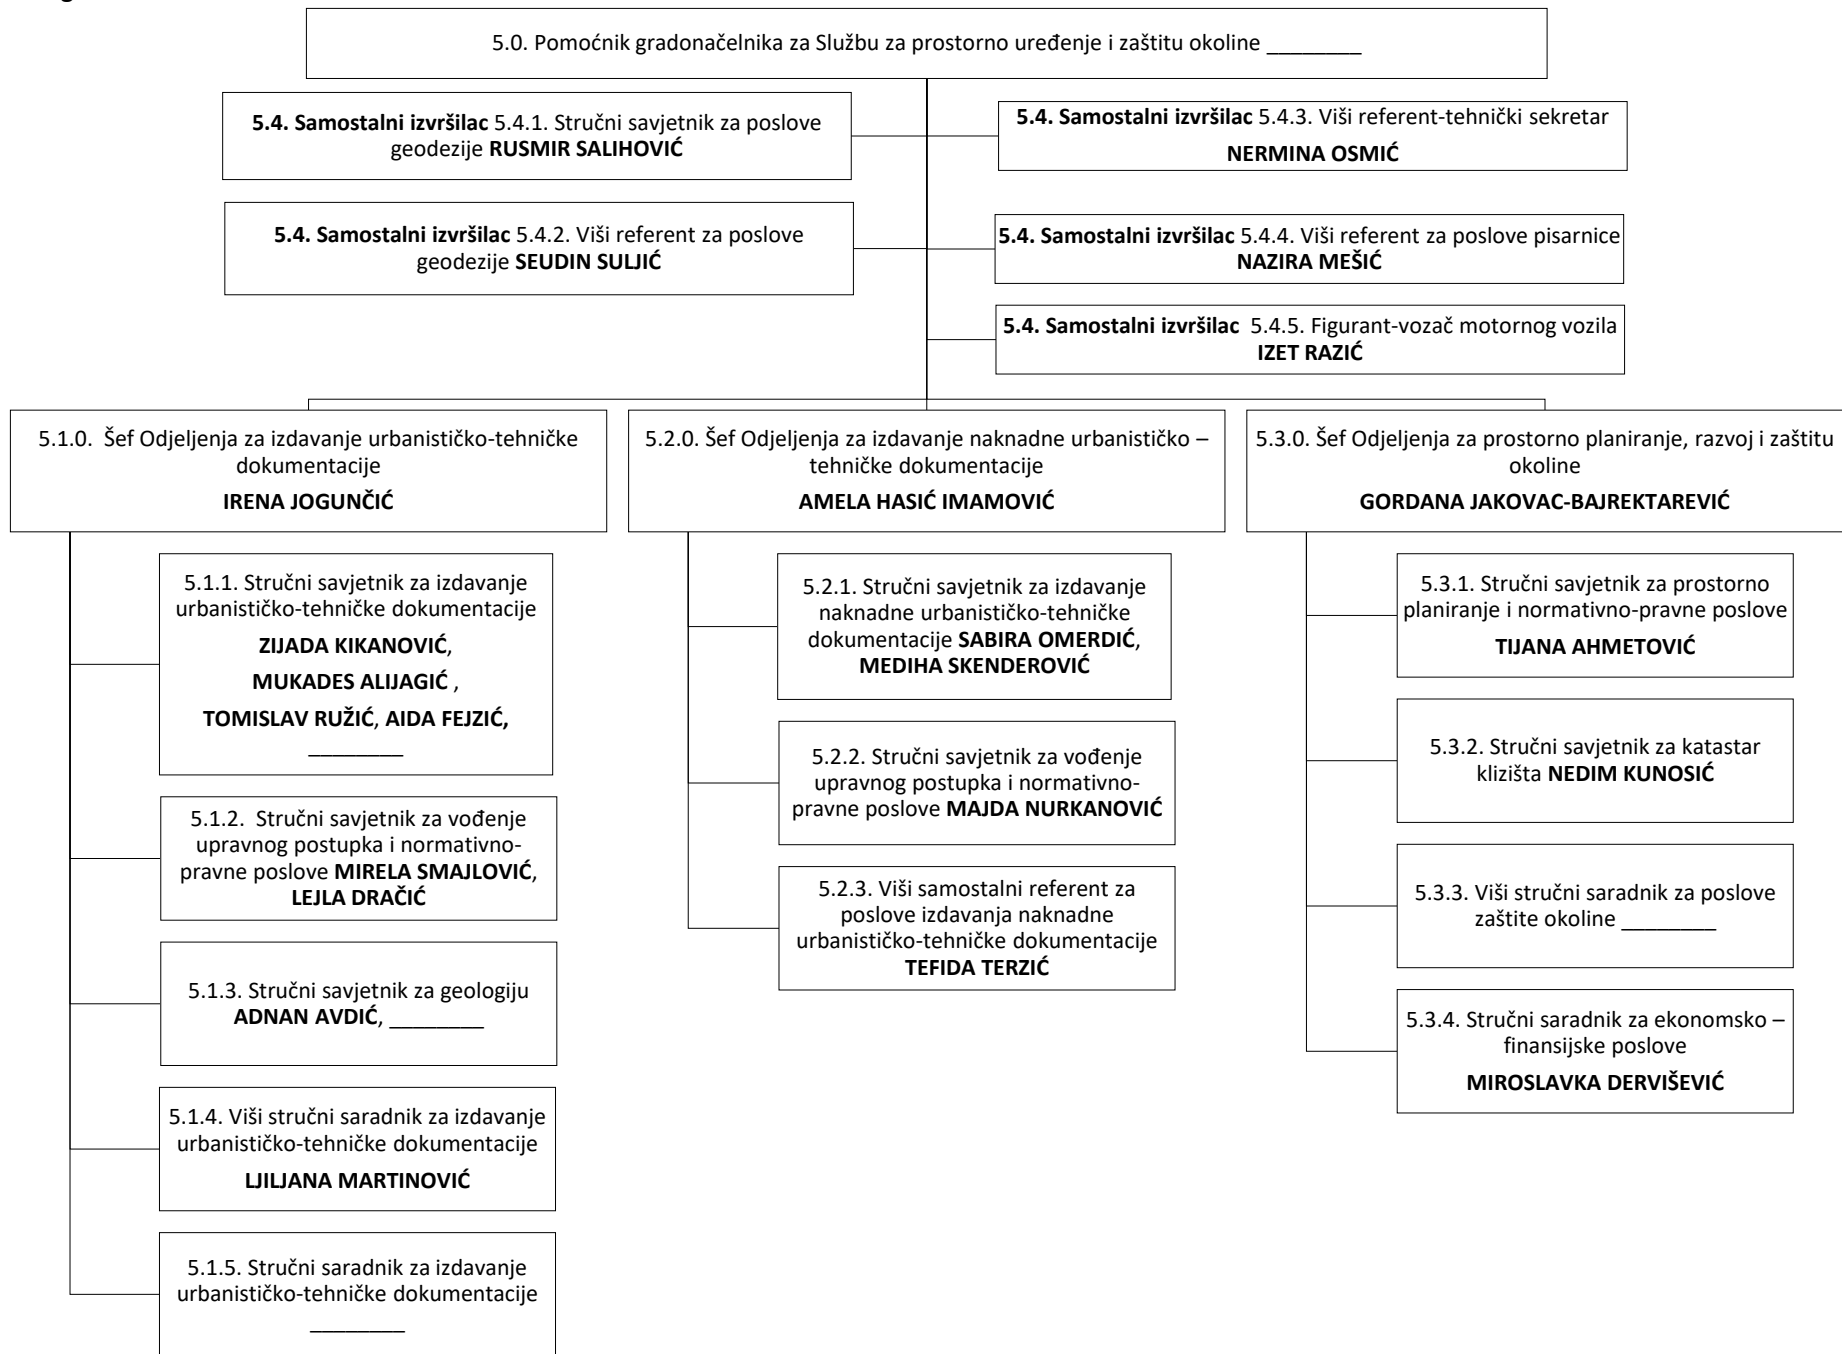 5.0. Pomoćnik gradonačelnika za Službu za prostorno uređenje i zaštitu okoline ________
5.4. Samostalni izvršilac 5.4.1. Stručni savjetnik za poslove
geodezije RUSMIR SALIHOVIĆ
5.4. Samostalni izvršilac 5.4.3. Viši referent-tehnički sekretar
NERMINA OSMIĆ
5.4. Samostalni izvršilac 5.4.2. Viši referent za poslove
geodezije SEUDIN SULJIĆ
5.4. Samostalni izvršilac 5.4.4. Viši referent za poslove pisarnice
NAZIRA MEŠIĆ
5.4. Samostalni izvršilac 5.4.5. Figurant-vozač motornog vozila
IZET RAZIĆ
5.1.0. Šef Odjeljenja za izdavanje urbanističko-tehničke
dokumentacije
IRENA JOGUNČIĆ
5.1.1. Stručni savjetnik za izdavanje
urbanističko-tehničke dokumentacije
ZIJADA KIKANOVIĆ,
MUKADES ALIJAGIĆ ,
TOMISLAV RUŽIĆ, AIDA FEJZIĆ,
________
5.1.2. Stručni savjetnik za vođenje
upravnog postupka i normativno-
pravne poslove MIRELA SMAJLOVIĆ,
LEJLA DRAČIĆ
5.1.3. Stručni savjetnik za geologiju
ADNAN AVDIĆ, ________
5.1.4. Viši stručni saradnik za izdavanje
urbanističko-tehničke dokumentacije
LJILJANA MARTINOVIĆ
5.1.5. Stručni saradnik za izdavanje
urbanističko-tehničke dokumentacije
________
5.2.0. Šef Odjeljenja za izdavanje naknadne urbanističko –
tehničke dokumentacije
AMELA HASIĆ IMAMOVIĆ
5.2.1. Stručni savjetnik za izdavanje
naknadne urbanističko-tehničke
dokumentacije SABIRA OMERDIĆ,
MEDIHA SKENDEROVIĆ
5.2.2. Stručni savjetnik za vođenje
upravnog postupka i normativno-
pravne poslove MAJDA NURKANOVIĆ
5.2.3. Viši samostalni referent za
poslove izdavanja naknadne
urbanističko-tehničke dokumentacije
TEFIDA TERZIĆ
5.3.0. Šef Odjeljenja za prostorno planiranje, razvoj i zaštitu
okoline
GORDANA JAKOVAC-BAJREKTAREVIĆ
5.3.1. Stručni savjetnik za prostorno
planiranje i normativno-pravne poslove
TIJANA AHMETOVIĆ
5.3.2. Stručni savjetnik za katastar
klizišta NEDIM KUNOSIĆ
5.3.3. Viši stručni saradnik za poslove
zaštite okoline ________
5.3.4. Stručni saradnik za ekonomsko –
finansijske poslove
MIROSLAVKA DERVIŠEVIĆ